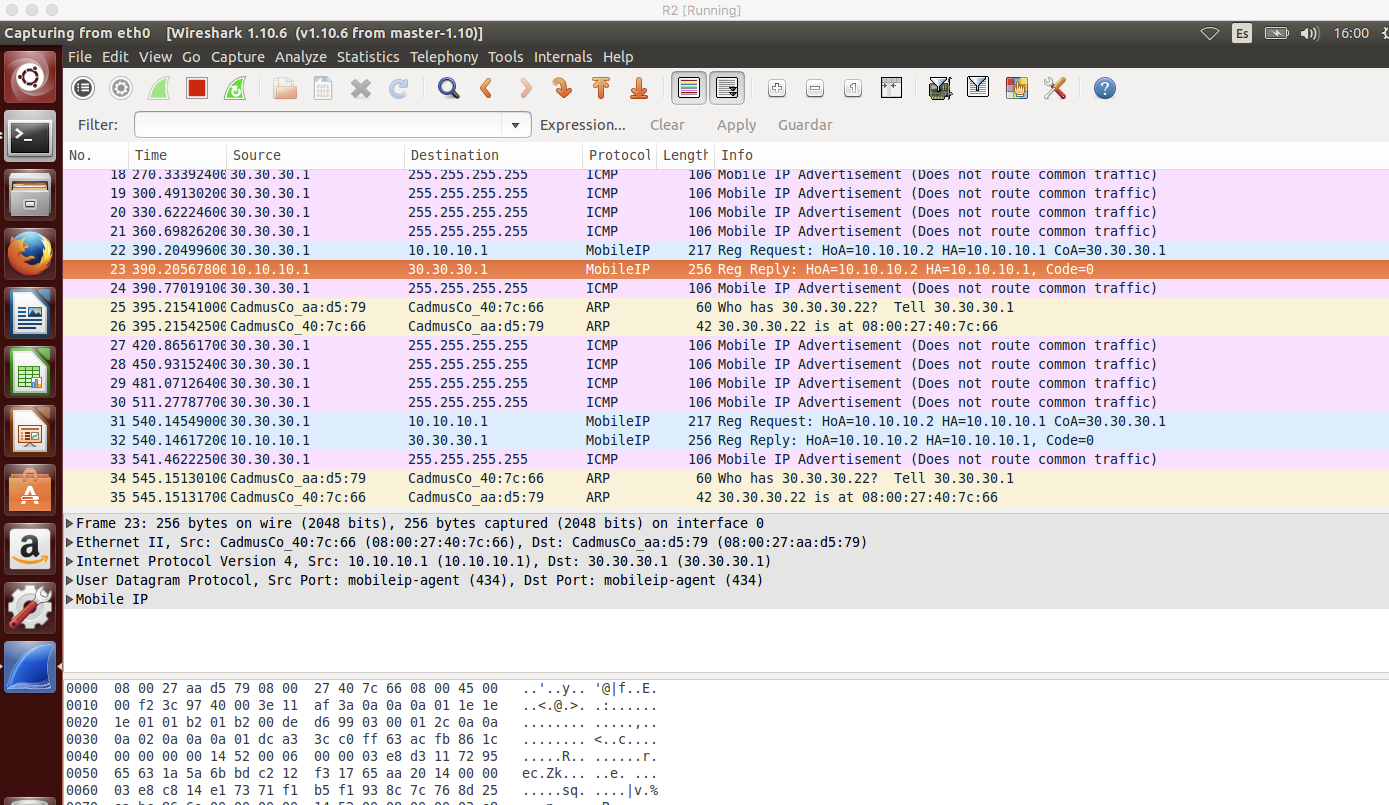 R2 [Running]
Capturing from eth0 [Wireshark 1.10.6 (v1.10.6 from master-1.10)]
Es
16:00
File Edit View Go Capture Analyze Statistics Telephony Tools Internals Help
Filter: Expression... Clear Apply Guardar
No. Time Source Destination Protocol Length Info
18 270.33392400 30.30.30.1 255.255.255.255 ICMP 106 Mobile IP Advertisement (Does not route common traffic)
19 300.49130200 30.30.30.1 255.255.255.255 ICMP 106 Mobile IP Advertisement (Does not route common traffic)
20 330.62224600 30.30.30.1 255.255.255.255 ICMP 106 Mobile IP Advertisement (Does not route common traffic)
21 360.69826200 30.30.30.1 255.255.255.255 ICMP 106 Mobile IP Advertisement (Does not route common traffic)
22 390.20499600 30.30.30.1 10.10.10.1 MobileIP 217 Reg Request: HoA=10.10.10.2 HA=10.10.10.1 CoA=30.30.30.1
23 390.20567800 10.10.10.1 30.30.30.1 MobileIP 256 Reg Reply: HoA=10.10.10.2 HA=10.10.10.1, Code=0
24 390.77019100 30.30.30.1 255.255.255.255 ICMP 106 Mobile IP Advertisement (Does not route common traffic)
25 395.21541000 CadmusCo_aa:d5:79 CadmusCo_40:7c:66 ARP 60 Who has 30.30.30.22? Tell 30.30.30.1
26 395.21542500 CadmusCo_40:7c:66 CadmusCo_aa:d5:79 ARP 42 30.30.30.22 is at 08:00:27:40:7c:66
27 420.86561700 30.30.30.1 255.255.255.255 ICMP 106 Mobile IP Advertisement (Does not route common traffic)
28 450.93152400 30.30.30.1 255.255.255.255 ICMP 106 Mobile IP Advertisement (Does not route common traffic)
29 481.07126400 30.30.30.1 255.255.255.255 ICMP 106 Mobile IP Advertisement (Does not route common traffic)
30 511.27787700 30.30.30.1 255.255.255.255 ICMP 106 Mobile IP Advertisement (Does not route common traffic)
31 540.14549000 30.30.30.1 10.10.10.1 MobileIP 217 Reg Request: HoA=10.10.10.2 HA=10.10.10.1 CoA=30.30.30.1
32 540.14617200 10.10.10.1 30.30.30.1 MobileIP 256 Reg Reply: HoA=10.10.10.2 HA=10.10.10.1, Code=0
33 541.46222500 30.30.30.1 255.255.255.255 ICMP 106 Mobile IP Advertisement (Does not route common traffic)
34 545.15130100 CadmusCo_aa:d5:79 CadmusCo_40:7c:66 ARP 60 Who has 30.30.30.22? Tell 30.30.30.1
35 545.15131700 CadmusCo_40:7c:66 CadmusCo_aa:d5:79 ARP 42 30.30.30.22 is at 08:00:27:40:7c:66
Frame 23: 256 bytes on wire (2048 bits), 256 bytes captured (2048 bits) on interface 0
Ethernet II, Src: CadmusCo_40:7c:66 (08:00:27:40:7c:66), Dst: CadmusCo_aa:d5:79 (08:00:27:aa:d5:79)
Internet Protocol Version 4, Src: 10.10.10.1 (10.10.10.1), Dst: 30.30.30.1 (30.30.30.1)
User Datagram Protocol, Src Port: mobileip-agent (434), Dst Port: mobileip-agent (434)
Mobile IP
0000 08 00 27 aa d5 79 08 00 27 40 7c 66 08 00 45 00 ..'..y.. '@|f..E.
0010 00 f2 3c 97 40 00 3e 11 af 3a 0a 0a 0a 01 1e 1e ..<.@.>. .:......
0020 1e 01 01 b2 01 b2 00 de d6 99 03 00 01 2c 0a 0a ........ .....,..
0030 0a 02 0a 0a 0a 01 dc a3 3c c0 ff 63 ac fb 86 1c ........ <..c....
0040 00 00 00 00 14 52 00 06 00 00 03 e8 d3 11 72 95 .....R.. ......r.
0050 65 63 1a 5a 6b bd c2 12 f3 17 65 aa 20 14 00 00 ec.Zk... ..e. ...
0060 03 e8 c8 14 e1 73 71 f1 b5 f1 93 8c 7c 76 8d 25 .....sq. ....|v.%